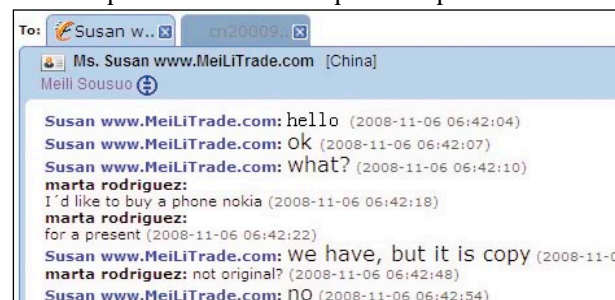 To: Susan w.. cn20009..
Ms. Susan www.MeiLiTrade.com [China]
Meili Sousuo
Susan www.MeiLiTrade.com: hello (2008-11-06 06:42:04)
Susan www.MeiLiTrade.com: ok (2008-11-06 06:42:07)
Susan www.MeiLiTrade.com: what? (2008-11-06 06:42:10)
marta rodriguez:
I´d like to buy a phone nokia (2008-11-06 06:42:18)
marta rodriguez:
for a present (2008-11-06 06:42:22)
Susan www.MeiLiTrade.com: we have, but it is copy (2008-11-0
marta rodriguez: not original? (2008-11-06 06:42:48)
Susan www.MeiLiTrade.com: no (2008-11-06 06:42:54)